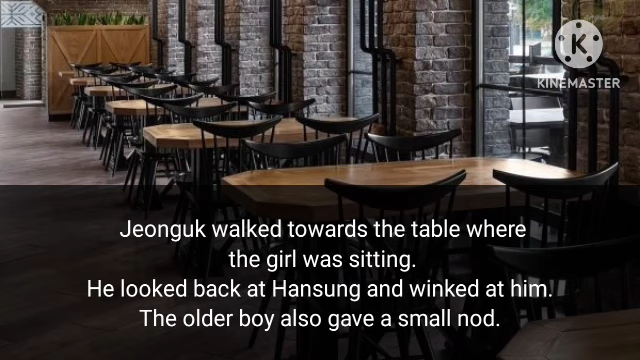 KINEMASTER
Jeonguk walked towards the table where
the girl was sitting.
He looked back at Hansung and winked at him.
The older boy also gave a small nod.